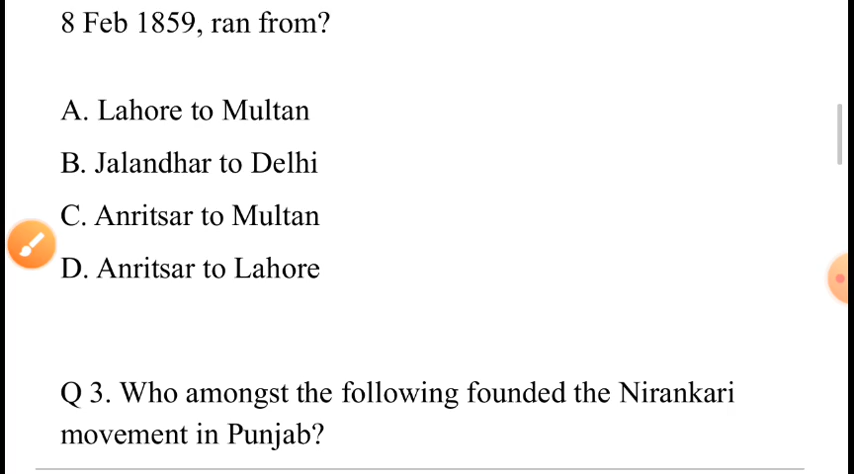 8 Feb 1859, ran from?
A. Lahore to Multan
B. Jalandhar to Delhi
C. Anritsar to Multan
D. Anritsar to Lahore
Q 3. Who amongst the following founded the Nirankari
movement in Punjab?